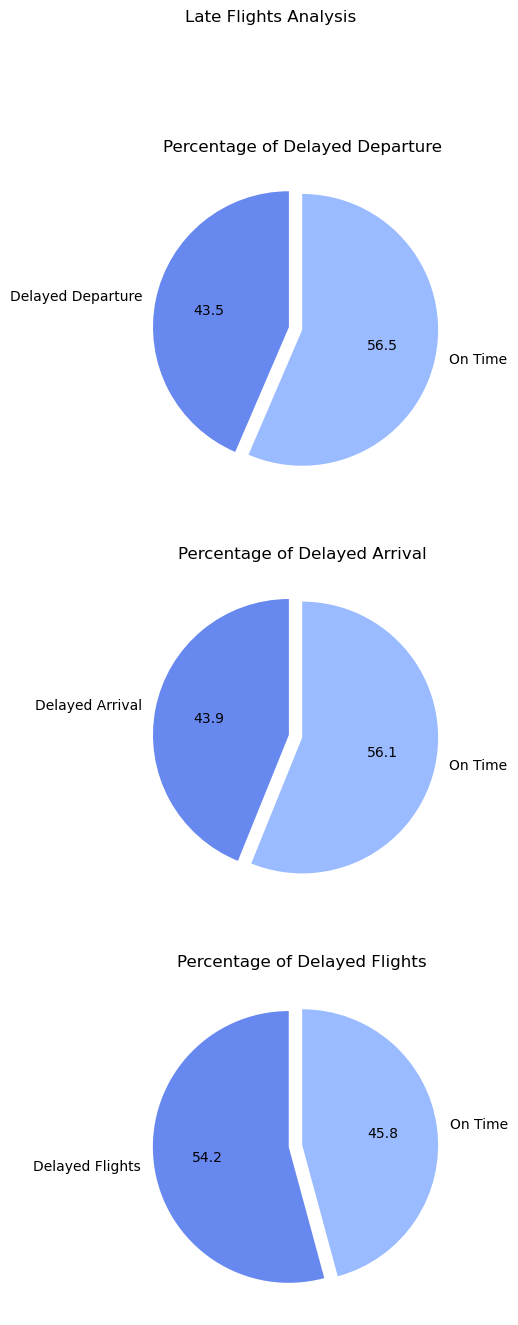 Late Flights Analysis
Percentage of Delayed Departure
Delayed Departure
43.5
56.5
On Time
Percentage of Delayed Arrival
Delayed Arrival
43.9
56.1
On Time
Percentage of Delayed Flights
Delayed Flights
54.2
45.8
On Time